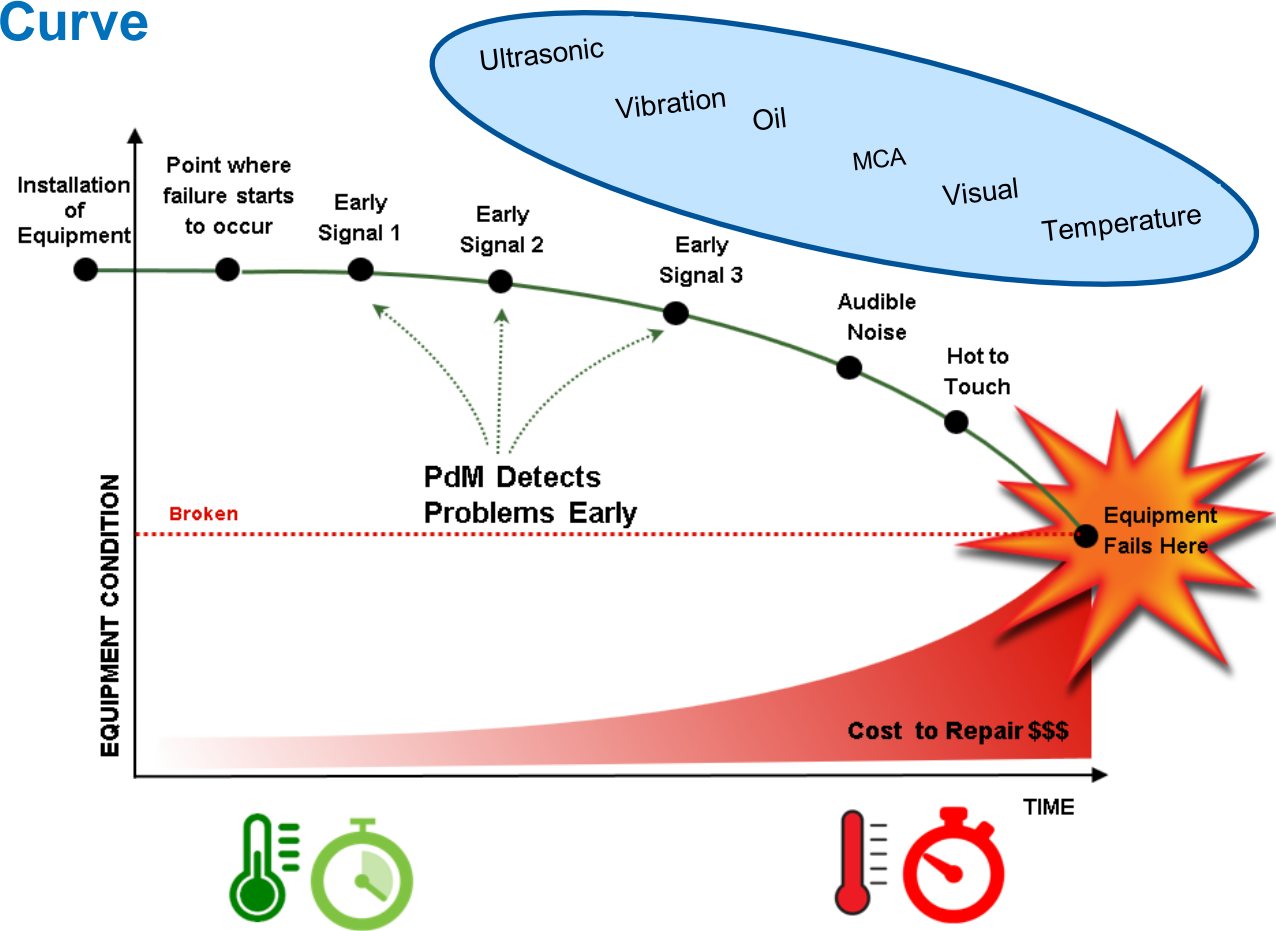 Curve
Ultrasonic
Vibration
Oil
MCA
Visual
Temperature
Installation
of
Equipment
Point where
failure starts
to occur
Early
Signal 1
Early
Signal 2
Early
Signal 3
Audible
Noise
Hot to
Touch
PdM Detects
Problems Early
Broken
Equipment
Fails Here
EQUIPMENT CONDITION
Cost to Repair $$$
TIME